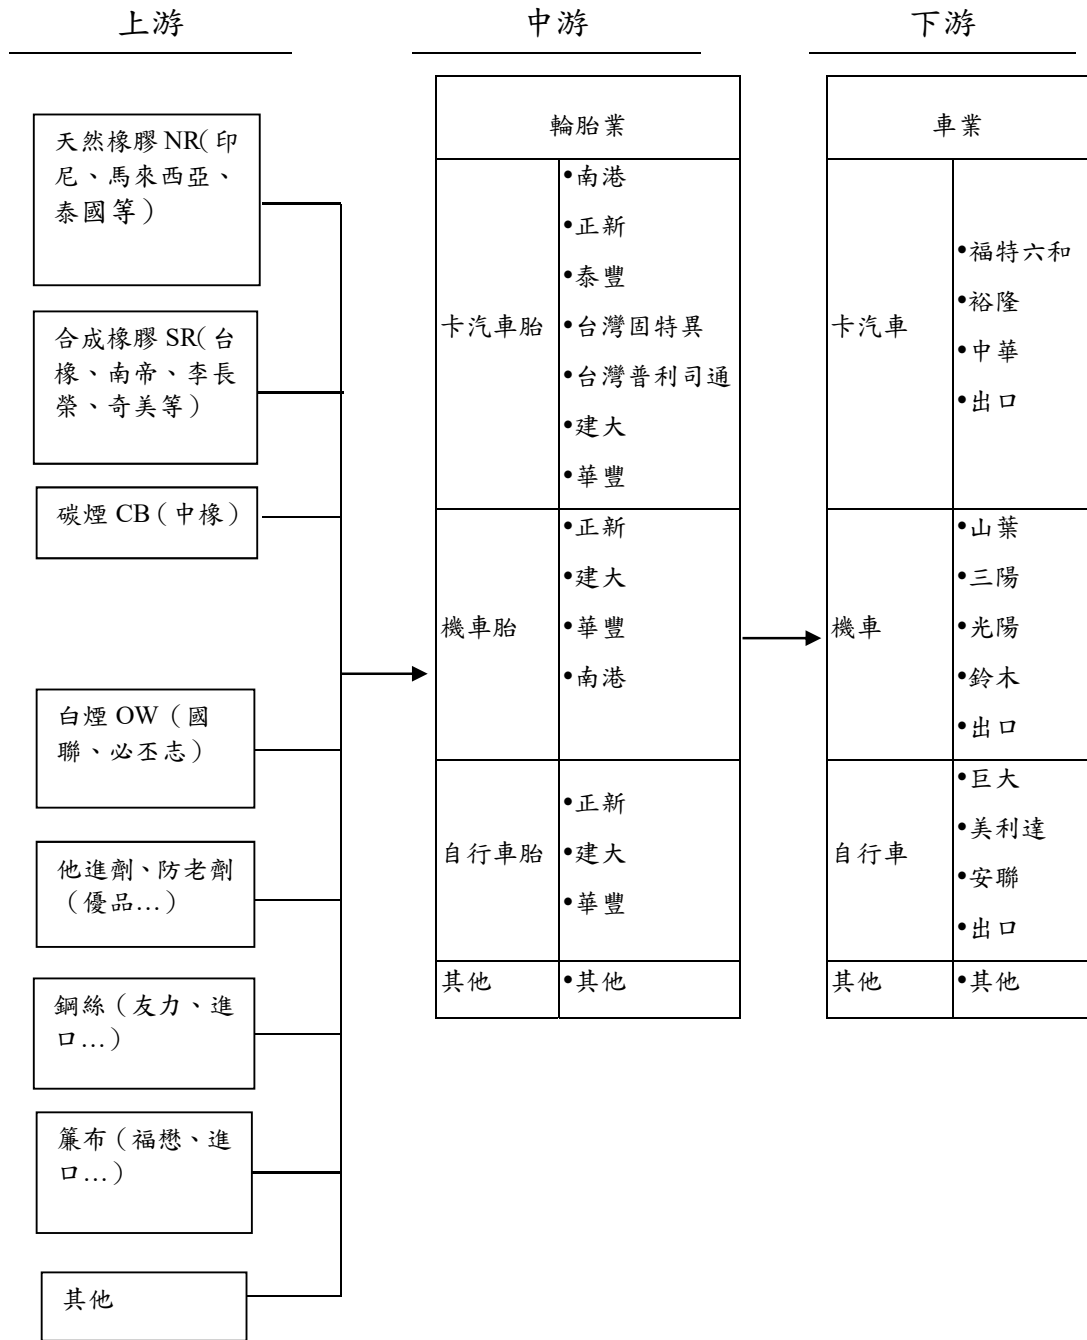 上游
中游
下游
天然橡膠 NR（印
尼、馬來西亞、
泰國等）
合成橡膠 SR（台
橡、南帝、李長
榮、奇美等）
碳煙 CB（中橡）
白煙 OW（國
聯、必丕志）
他進劑、防老劑
（優品…）
鋼絲（友力、進
口…）
簾布（福懋、進
口…）
其他
輪胎業
卡汽車胎
•南港
•正新
•泰豐
•台灣固特異
•台灣普利司通
•建大
•華豐
機車胎
•正新
•建大
•華豐
•南港
自行車胎
•正新
•建大
•華豐
其他
•其他
車業
卡汽車
•福特六和
•裕隆
•中華
•出口
機車
•山葉
•三陽
•光陽
•鈴木
•出口
自行車
•巨大
•美利達
•安聯
•出口
其他
•其他